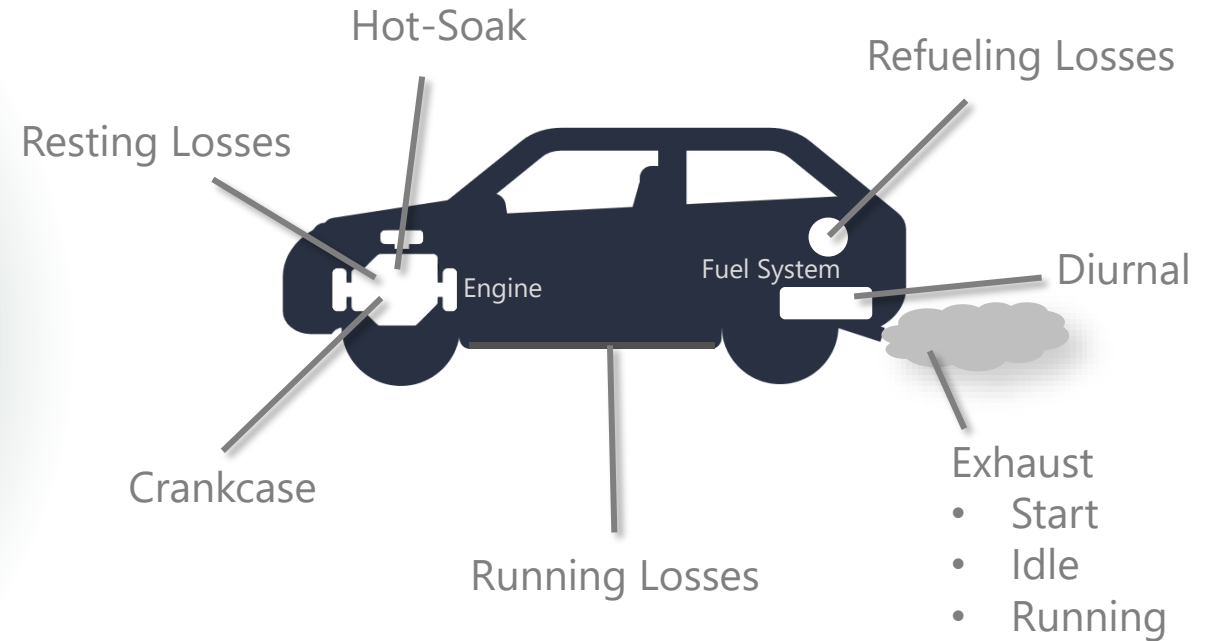 Hot-Soak
Refueling Losses
Resting Losses
Fuel System
Diurnal
Engine
Exhaust
• Start
• Idle
• Running
Crankcase
Running Losses